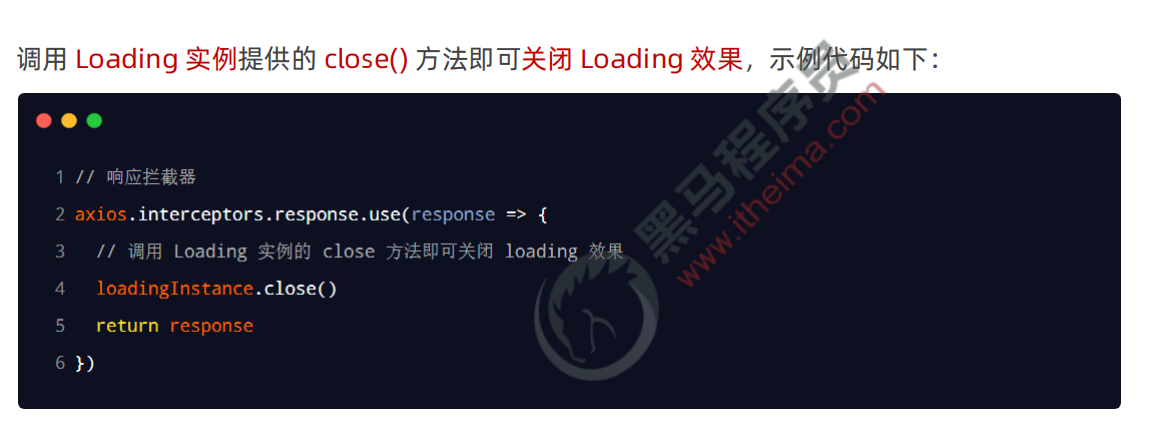 调用 Loading 实例提供的 close() 方法即可关闭 Loading 效果，示例代码如下：
1 // 响应拦截器
2 axios.interceptors.response.use(response => {
3   // 调用 Loading 实例的 close 方法即可关闭 loading 效果
4   loadingInstance.close()
5   return response
6 })
黑马程序员
www.itheima.com